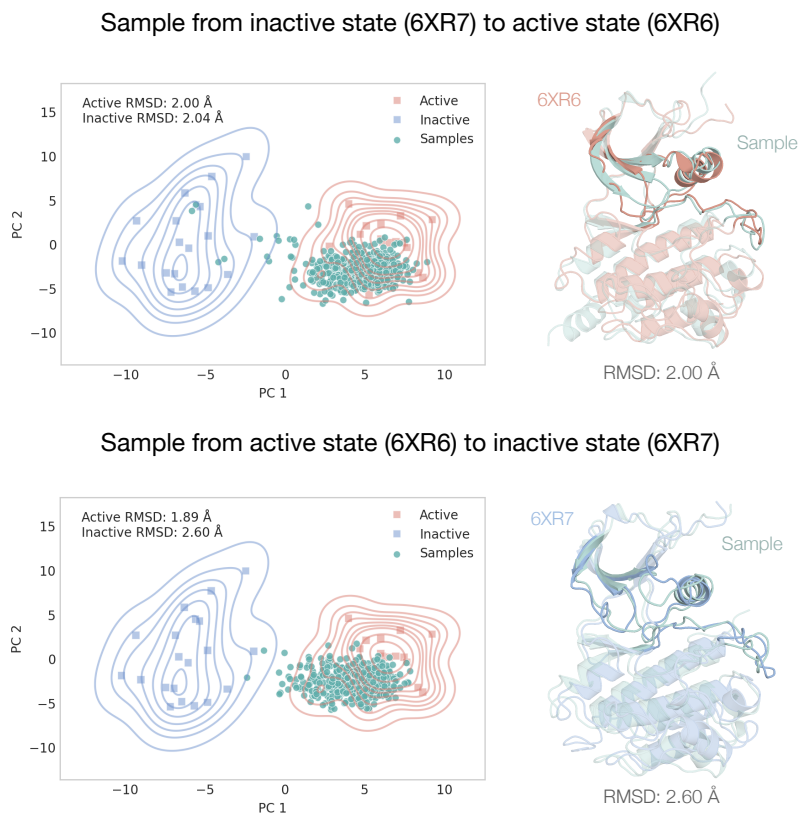 Sample from inactive state (6XR7) to active state (6XR6)
Active RMSD: 2.00 Å
Inactive RMSD: 2.04 Å
Active
Inactive
Samples
15
10
5
0
−5
−10
PC 2
−10
−5
0
5
10
PC 1
6XR6
Sample
RMSD: 2.00 Å
Sample from active state (6XR6) to inactive state (6XR7)
Active RMSD: 1.89 Å
Inactive RMSD: 2.60 Å
Active
Inactive
Samples
15
10
5
0
−5
−10
PC 2
−10
−5
0
5
10
PC 1
6XR7
Sample
RMSD: 2.60 Å